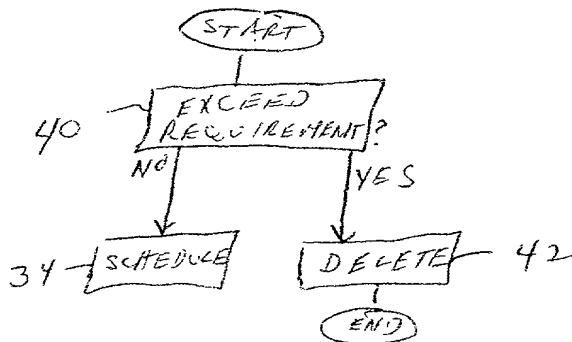 START
40
EXCEED
REQUIREMENT?
NO
YES
34
SCHEDULE
DELETE
42
END